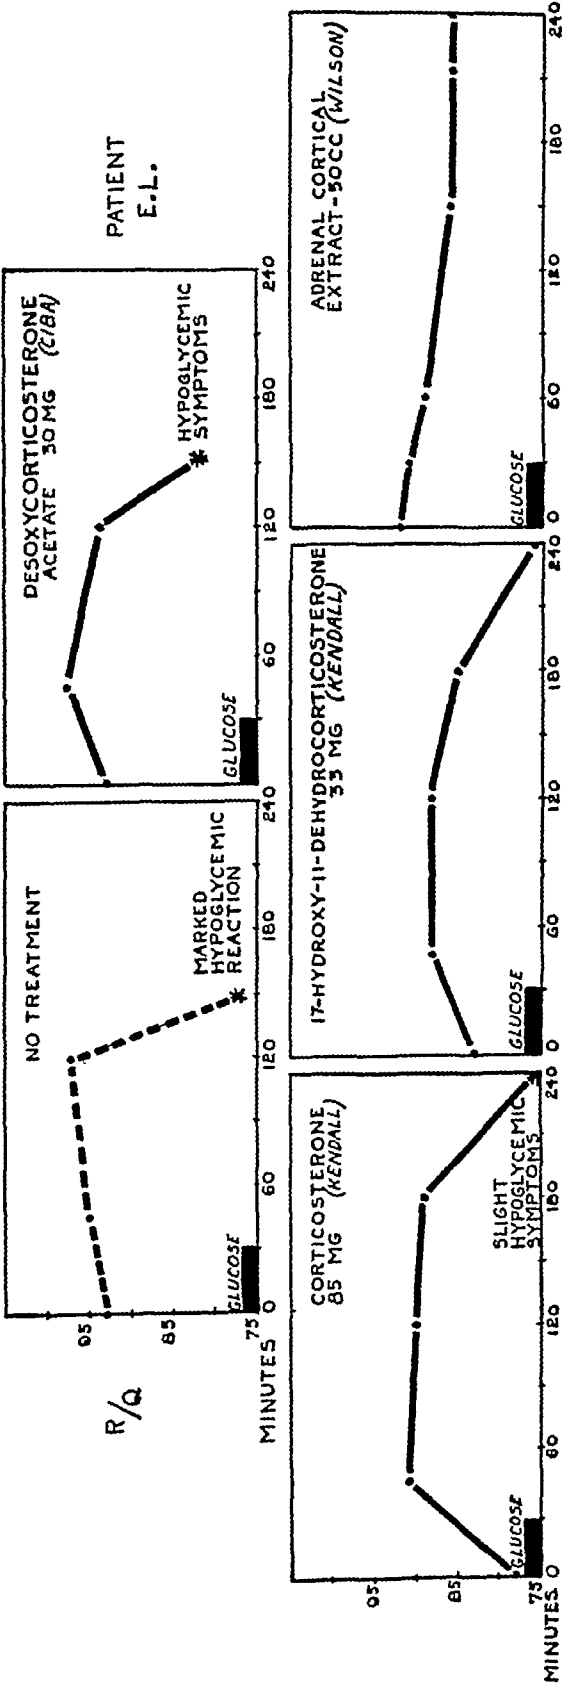 R/Q
95
85
75
NO TREATMENT
MARKED
HYPOGLYCEMIC
REACTION
GLUCOSE
MINUTES
0 60 120 180 240
DESOXYCORTICOSTERONE
ACETATE 30 MG (CIBA)
HYPOGLYCEMIC
SYMPTOMS
GLUCOSE
60 120 180 240
PATIENT
E.L.
95
85
75
CORTICOSTERONE
85 MG (KENDALL)
SLIGHT
HYPOGLYCEMIC
SYMPTOMS
GLUCOSE
MINUTES
0 60 120 180 240
17-HYDROXY-11-DEHYDROCORTICOSTERONE
33 MG (KENDALL)
GLUCOSE
0 60 120 180 240
ADRENAL CORTICAL
EXTRACT-50CC (WILSON)
GLUCOSE
0 60 120 180 240